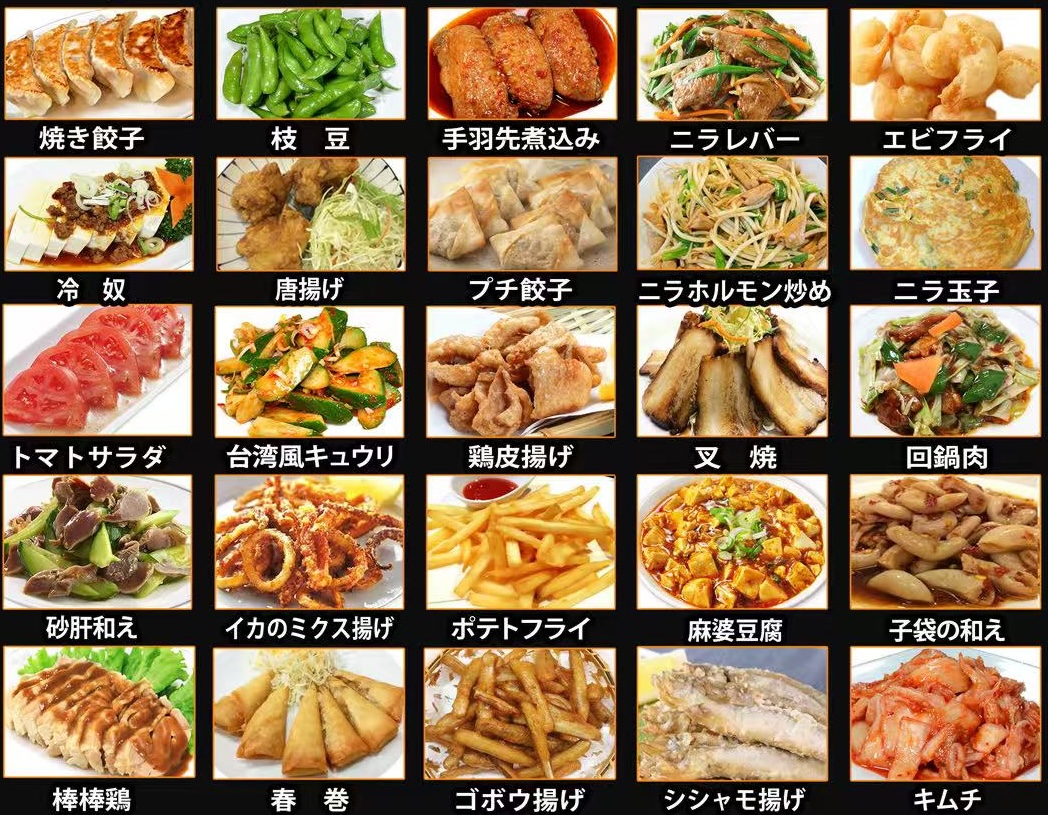 焼き餃子
枝 豆
手羽先煮込み
ニラレバー
エビフライ
冷 奴
唐揚げ
プチ餃子
ニラホルモン炒め
ニラ玉子
トマトサラダ
台湾風キュウリ
鶏皮揚げ
叉 焼
回鍋肉
砂肝和え
イカのミクス揚げ
ポテトフライ
麻婆豆腐
子袋の和え
棒棒鶏
春 巻
ゴボウ揚げ
シシャモ揚げ
キムチ